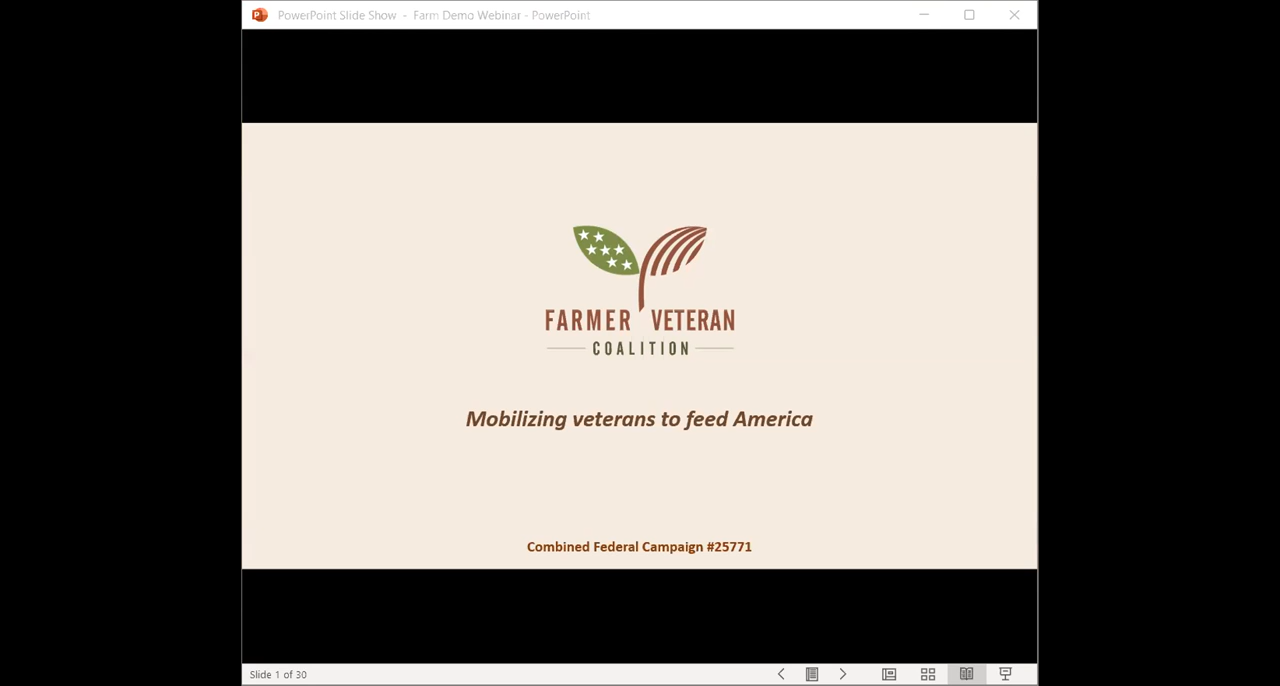 PowerPoint Slide Show - Farm Demo Webinar - PowerPoint
FARMER VETERAN
COALITION
Mobilizing veterans to feed America
Combined Federal Campaign #25771
Slide 1 of 30